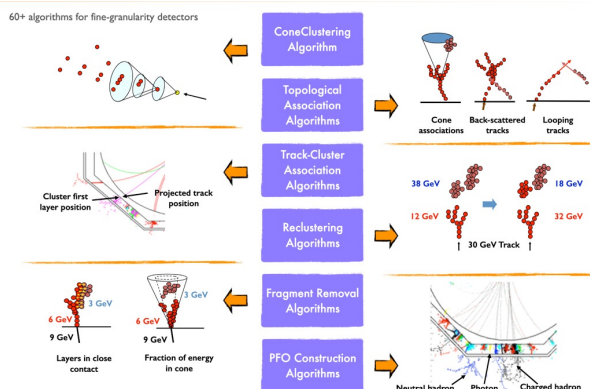 60+ algorithms for fine-granularity detectors
ConeClustering
Algorithm
Topological
Association
Algorithms
Cone
associations
Back-scattered
tracks
Looping
tracks
Track-Cluster
Association
Algorithms
Cluster first
layer position
Projected track
position
38 GeV
18 GeV
12 GeV
32 GeV
30 GeV Track
Reclustering
Algorithms
Fragment Removal
Algorithms
3 GeV
6 GeV
9 GeV
Layers in close
contact
3 GeV
6 GeV
9 GeV
Fraction of energy
in cone
PFO Construction
Algorithms
Neutral hadron
Photon
Charged hadron